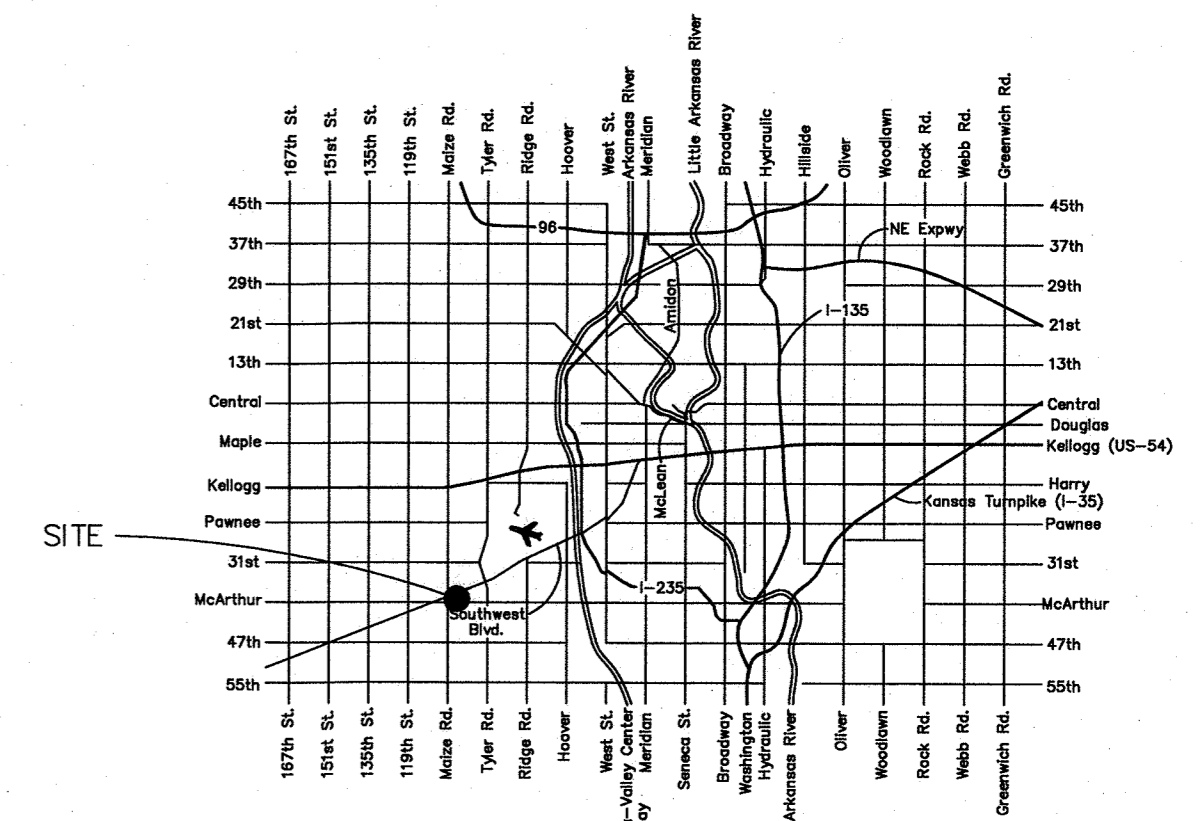 167th St.
151st St.
135th St.
119th St.
Maize Rd.
Tyler Rd.
Ridge Rd.
Hoover
West St.
Arkansas River
Meridian
Little Arkansas River
Broadway
Hydraulic
Hillside
Oliver
Woodlawn
Rock Rd.
Webb Rd.
Greenwich Rd.
45th
45th
96
NE Expwy
37th
37th
29th
29th
Amidon
I-135
21st
21st
13th
13th
Central
Central
Douglas
Maple
Kellogg (US-54)
McLean
Kellogg
Harry
Kansas Turnpike (I-35)
Pawnee
Pawnee
SITE
31st
31st
I-235
McArthur
McArthur
Southwest
Blvd.
47th
47th
55th
55th
167th St.
151st St.
135th St.
119th St.
Maize Rd.
Tyler Rd.
Ridge Rd.
Hoover
West St.
-Valley Center
ay
Meridian
Seneca St.
Broadway
Washington
Hydraulic
Arkansas River
Oliver
Woodlawn
Rock Rd.
Webb Rd.
Greenwich Rd.